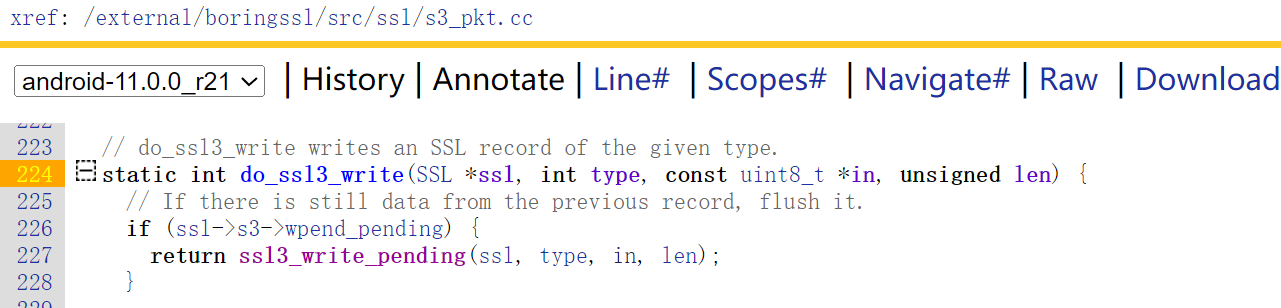 xref: /external/boringssl/src/ssl/s3_pkt.cc
android-11.0.0_r21 | History | Annotate | Line# | Scopes# | Navigate# | Raw | Download
222
223 // do_ssl3_write writes an SSL record of the given type.
224 static int do_ssl3_write(SSL *ssl, int type, const uint8_t *in, unsigned len) {
225 // If there is still data from the previous record, flush it.
226 if (ssl->s3->wpend_pending) {
227 return ssl3_write_pending(ssl, type, in, len);
228 }
229